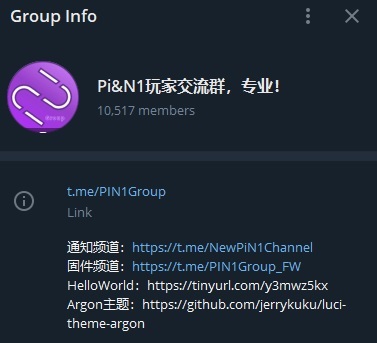 Group Info
Pi&N1玩家交流群，专业！
10,517 members
t.me/PIN1Group
Link
通知频道：https://t.me/NewPiN1Channel
固件频道：https://t.me/PIN1Group_FW
HelloWorld：https://tinyurl.com/y3mwz5kx
Argon主题：https://github.com/jerrykuku/luci-
theme-argon